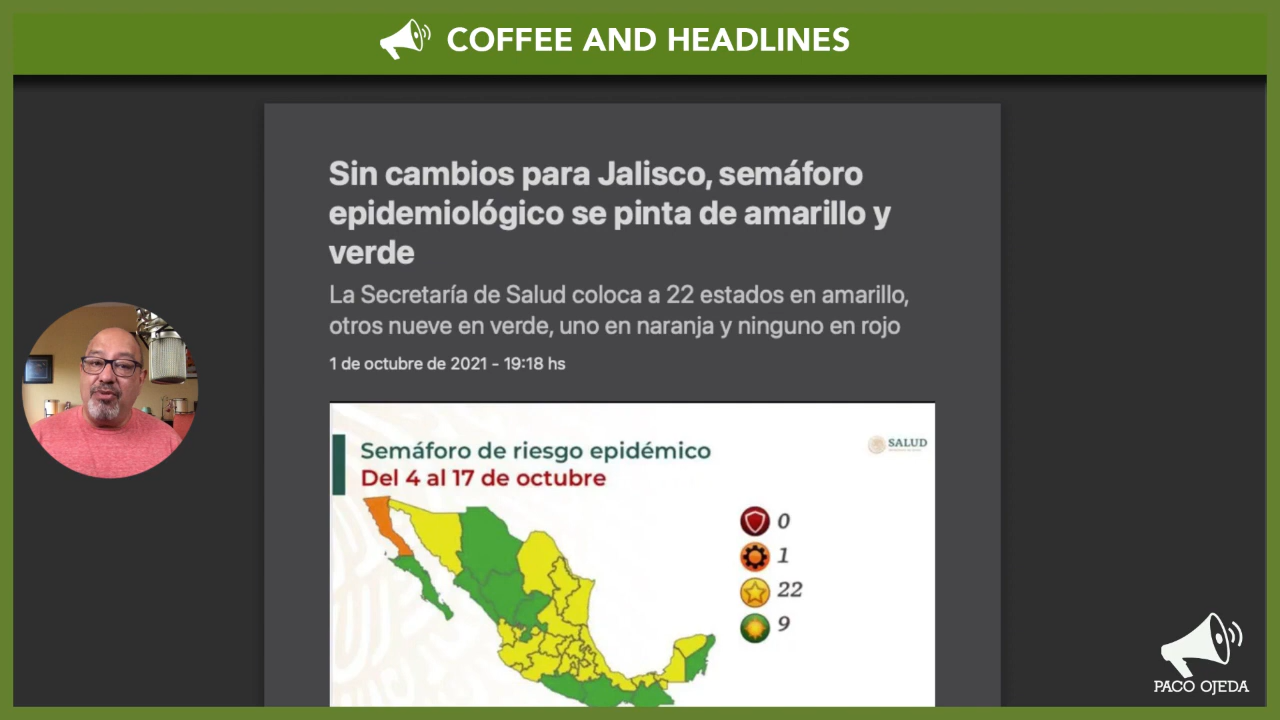 COFFEE AND HEADLINES
Sin cambios para Jalisco, semáforo
epidemiológico se pinta de amarillo y
verde
La Secretaría de Salud coloca a 22 estados en amarillo,
otros nueve en verde, uno en naranja y ninguno en rojo
1 de octubre de 2021 - 19:18 hs
Semáforo de riesgo epidémico
Del 4 al 17 de octubre
SALUD
0
1
22
9
PACO OJEDA